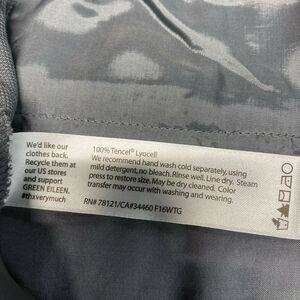 We'd like our
clothes back.
Recycle them
at our US stores
and support
GREEN EILEEN.
#thxverymuch
100% Tencel® Lyocell
We recommend hand wash cold separately, using
mild detergent, no bleach. Rinse well. Line dry. Steam
press to restore size. May be dry cleaned. Color
transfer may occur with washing and wearing.
RN# 78121/CA#34460 F16WTG